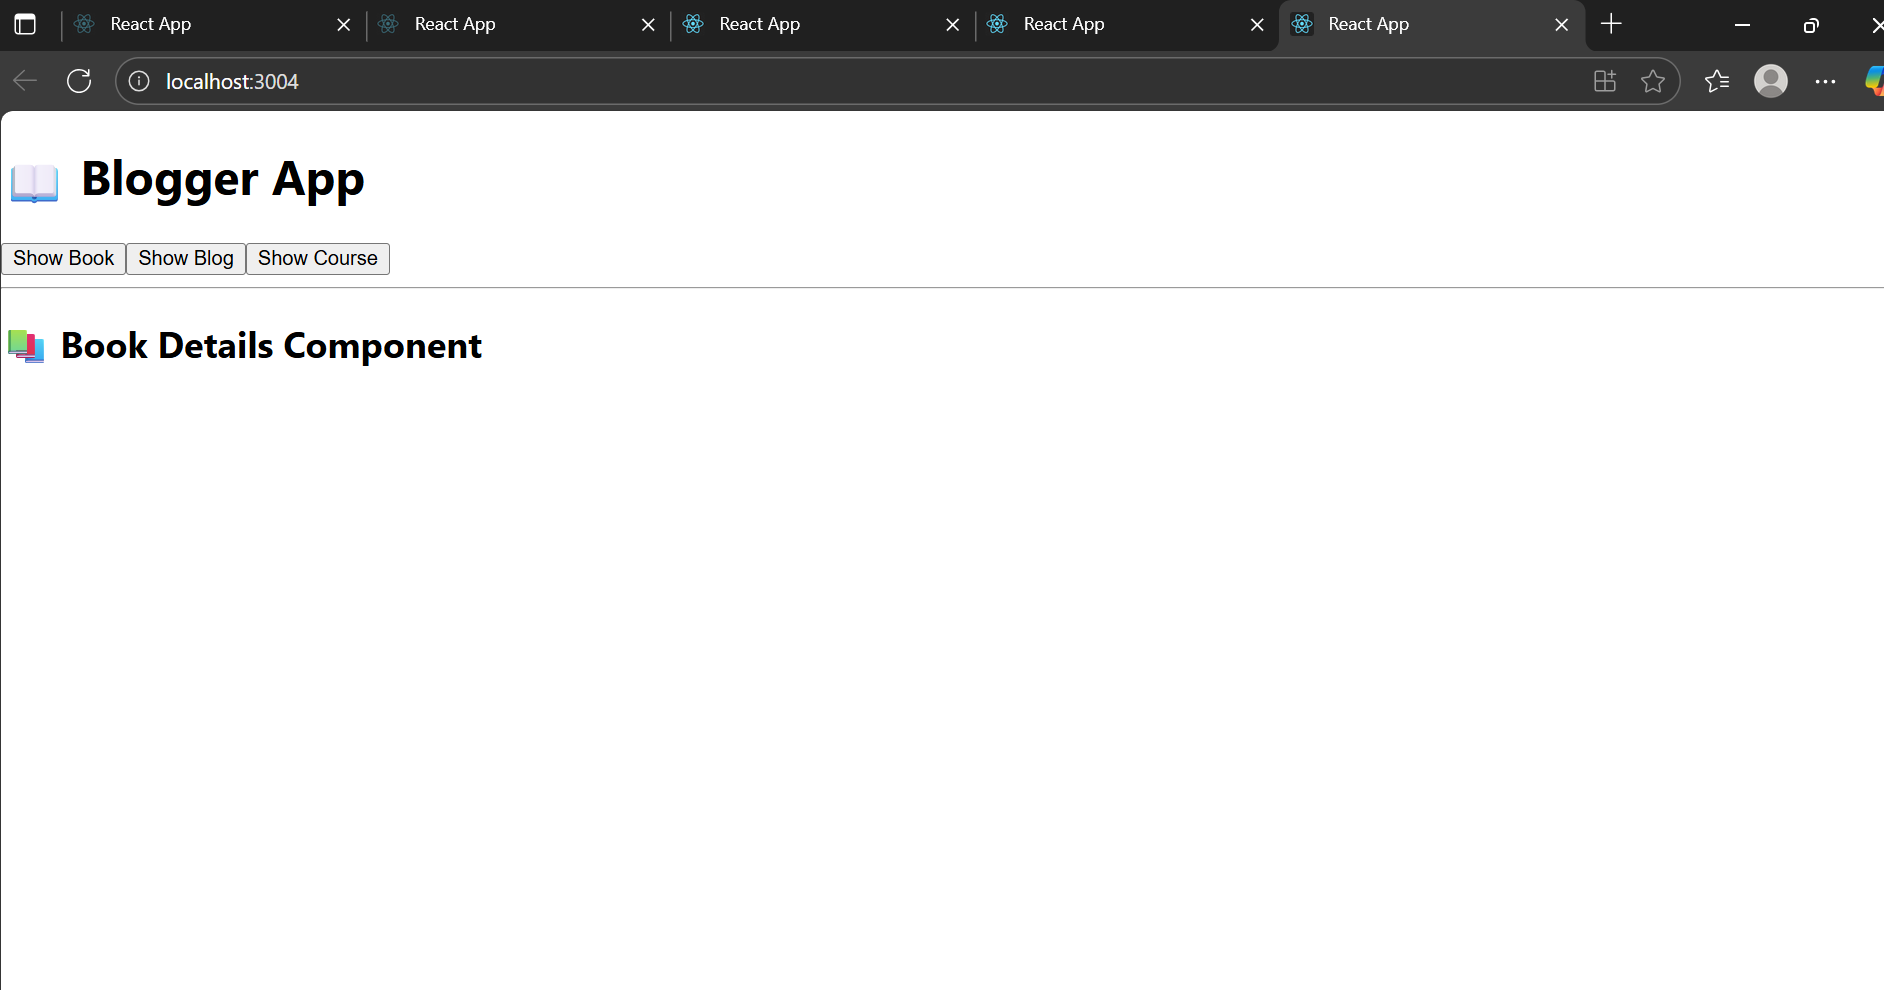 React App React App React App React App React App
localhost:3004
Blogger App
Show Book Show Blog Show Course
Book Details Component